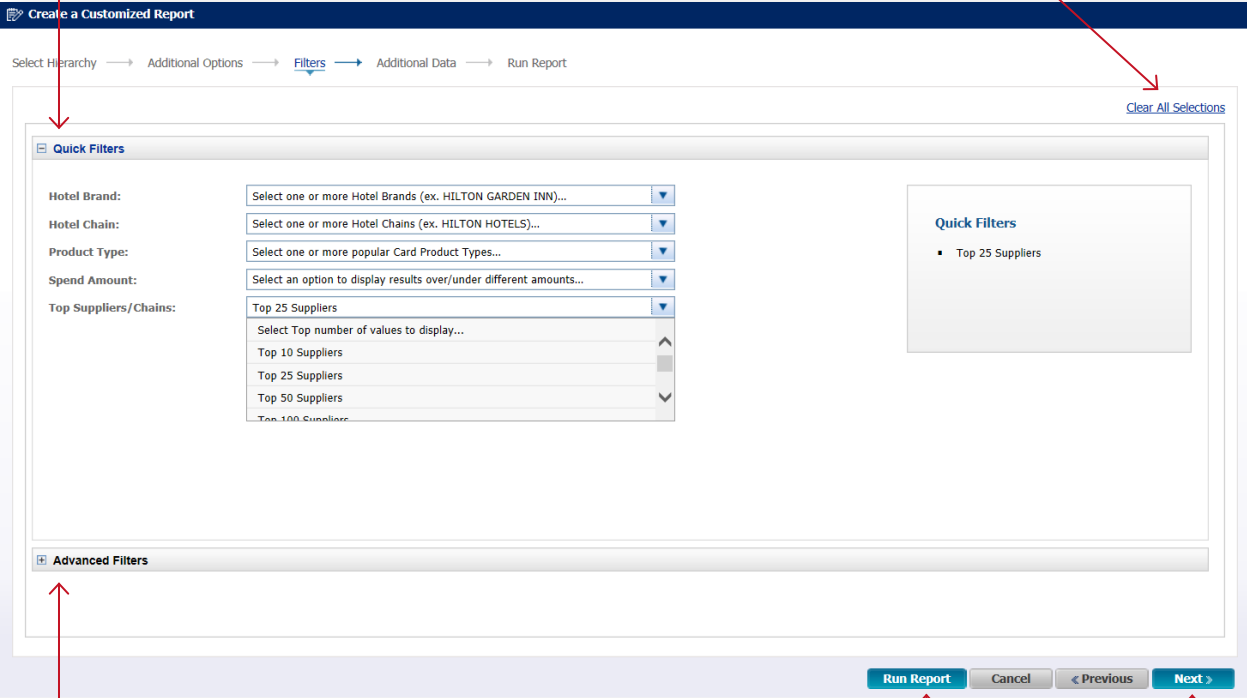 Create a Customized Report
Select Hierarchy Additional Options Filters Additional Data Run Report
Clear All Selections
Quick Filters
Hotel Brand: Select one or more Hotel Brands (ex. HILTON GARDEN INN)...
Hotel Chain: Select one or more Hotel Chains (ex. HILTON HOTELS)...
Product Type: Select one or more popular Card Product Types...
Spend Amount: Select an option to display results over/under different amounts...
Top Suppliers/Chains: Top 25 Suppliers
Select Top number of values to display...
Top 10 Suppliers
Top 25 Suppliers
Top 50 Suppliers
Top 100 Suppliers
Quick Filters
▪ Top 25 Suppliers
Advanced Filters
Run Report Cancel « Previous Next »